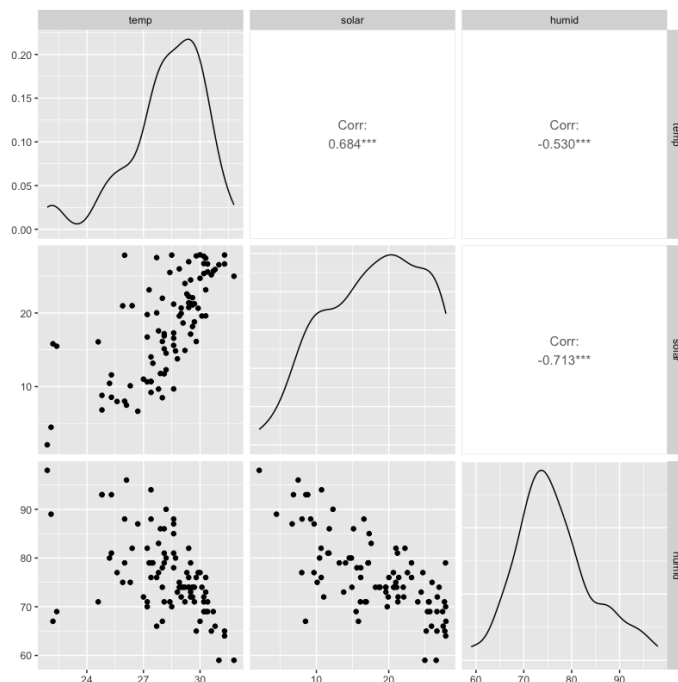 temp solar humid
0.20
0.15
0.10
0.05
0.00
Corr:
0.684***
Corr:
-0.530***
temp
20
10
Corr:
-0.713***
solar
90
80
70
60
humid
24 27 30
10 20
60 70 80 90